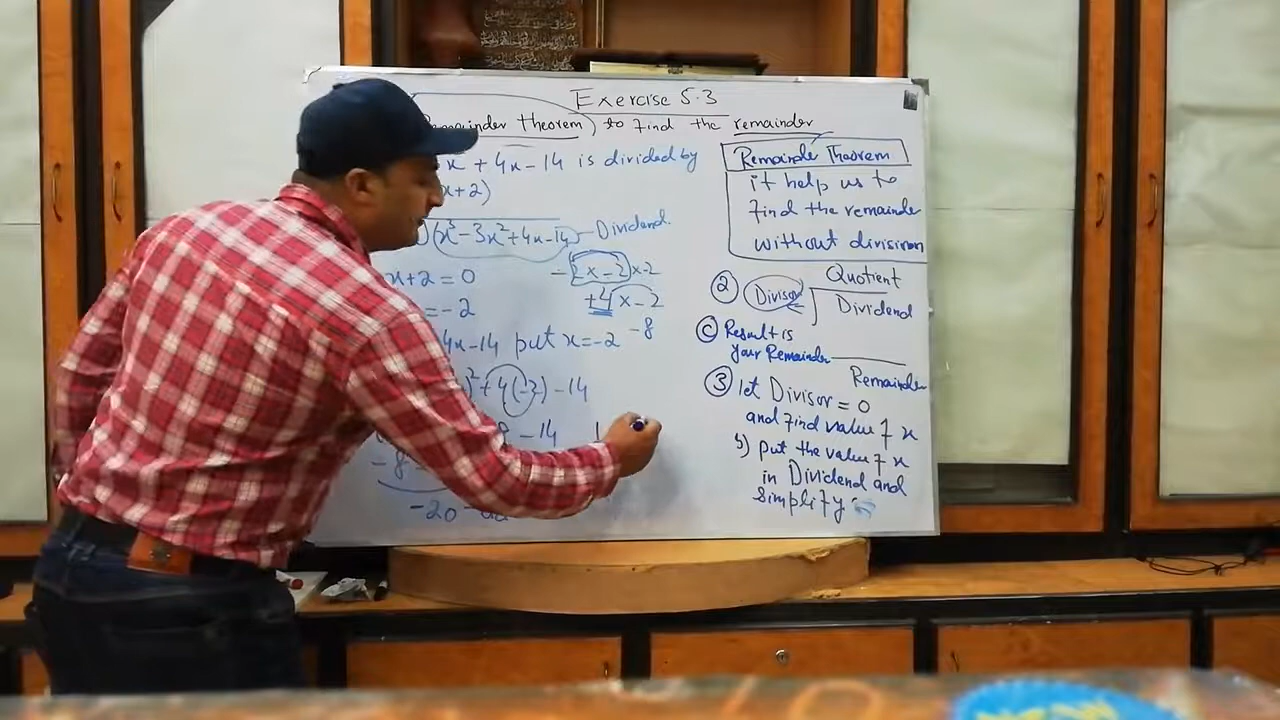 Exercise 5.3
Remainder theorem) to find the remainder
x + 4x - 14 is divided by
x+2)
)(x³ - 3x² + 4x - 14) - Dividend
x+2 = 0
= -2
4x-14 put x = -2
)² + 4(-2) - 14
- 14
-8
-20
- (2x-2)x-2
+4(x-2
-8
Remainde Theorem
it help us to
find the remainder
without division
② Divisor
Quotient
Dividend
Ⓒ Result is
your Remainder
Remainder
③ let Divisor = 0
and find value of x
b) Put the value of x
in Dividend and
simplify
NEW